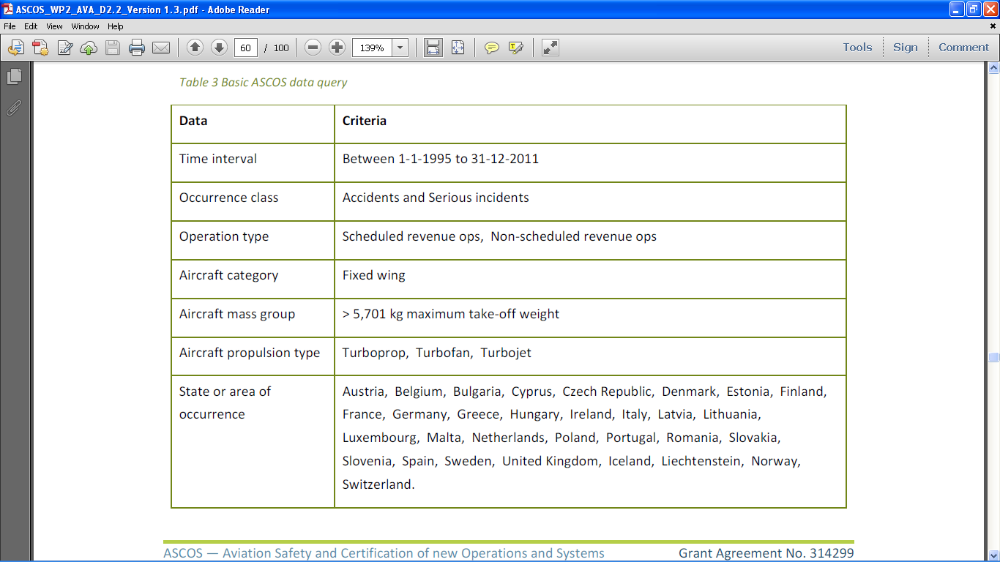 ASCOS_WP2_AVA_D2.2_Version 1.3.pdf - Adobe Reader
File Edit View Window Help
60 / 100 139% Tools Sign Comment
Table 3 Basic ASCOS data query
Data Criteria
Time interval Between 1-1-1995 to 31-12-2011
Occurrence class Accidents and Serious incidents
Operation type Scheduled revenue ops, Non-scheduled revenue ops
Aircraft category Fixed wing
Aircraft mass group > 5,701 kg maximum take-off weight
Aircraft propulsion type Turboprop, Turbofan, Turbojet
State or area of occurrence Austria, Belgium, Bulgaria, Cyprus, Czech Republic, Denmark, Estonia, Finland,
France, Germany, Greece, Hungary, Ireland, Italy, Latvia, Lithuania,
Luxembourg, Malta, Netherlands, Poland, Portugal, Romania, Slovakia,
Slovenia, Spain, Sweden, United Kingdom, Iceland, Liechtenstein, Norway,
Switzerland.
ASCOS — Aviation Safety and Certification of new Operations and Systems Grant Agreement No. 314299